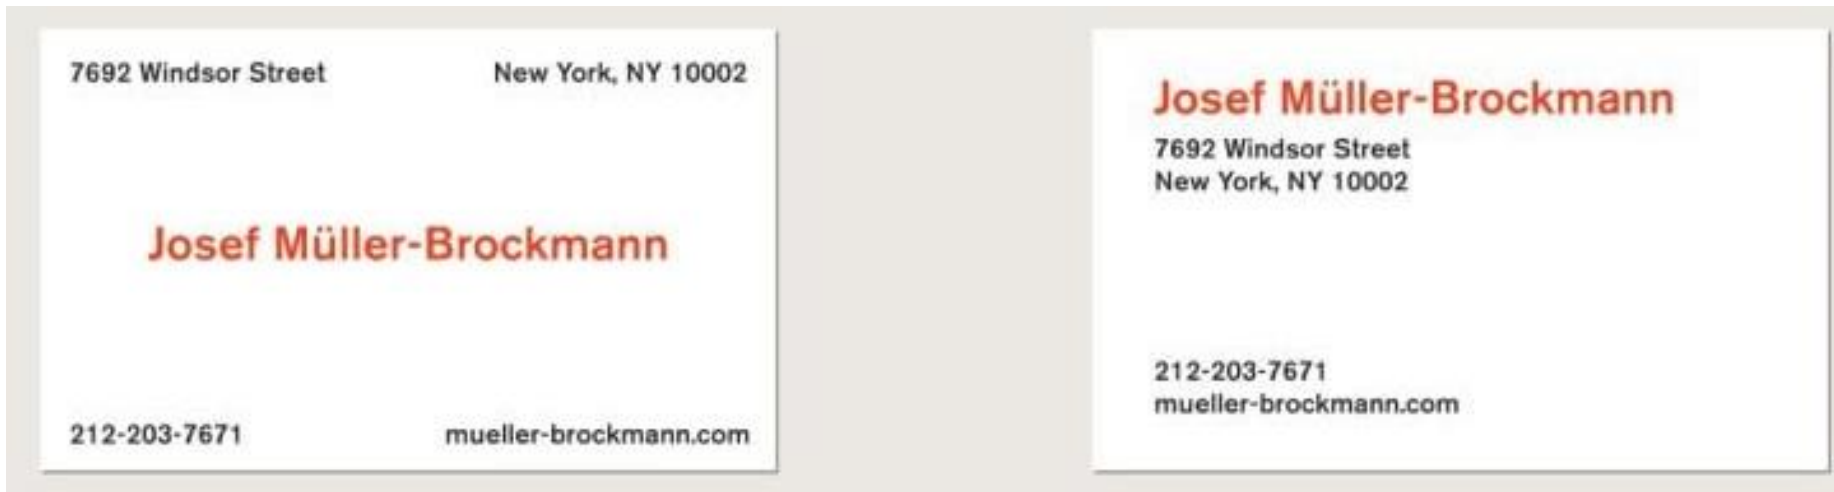 7692 Windsor Street New York, NY 10002
Josef Müller-Brockmann
212-203-7671 mueller-brockmann.com
Josef Müller-Brockmann
7692 Windsor Street
New York, NY 10002
212-203-7671
mueller-brockmann.com